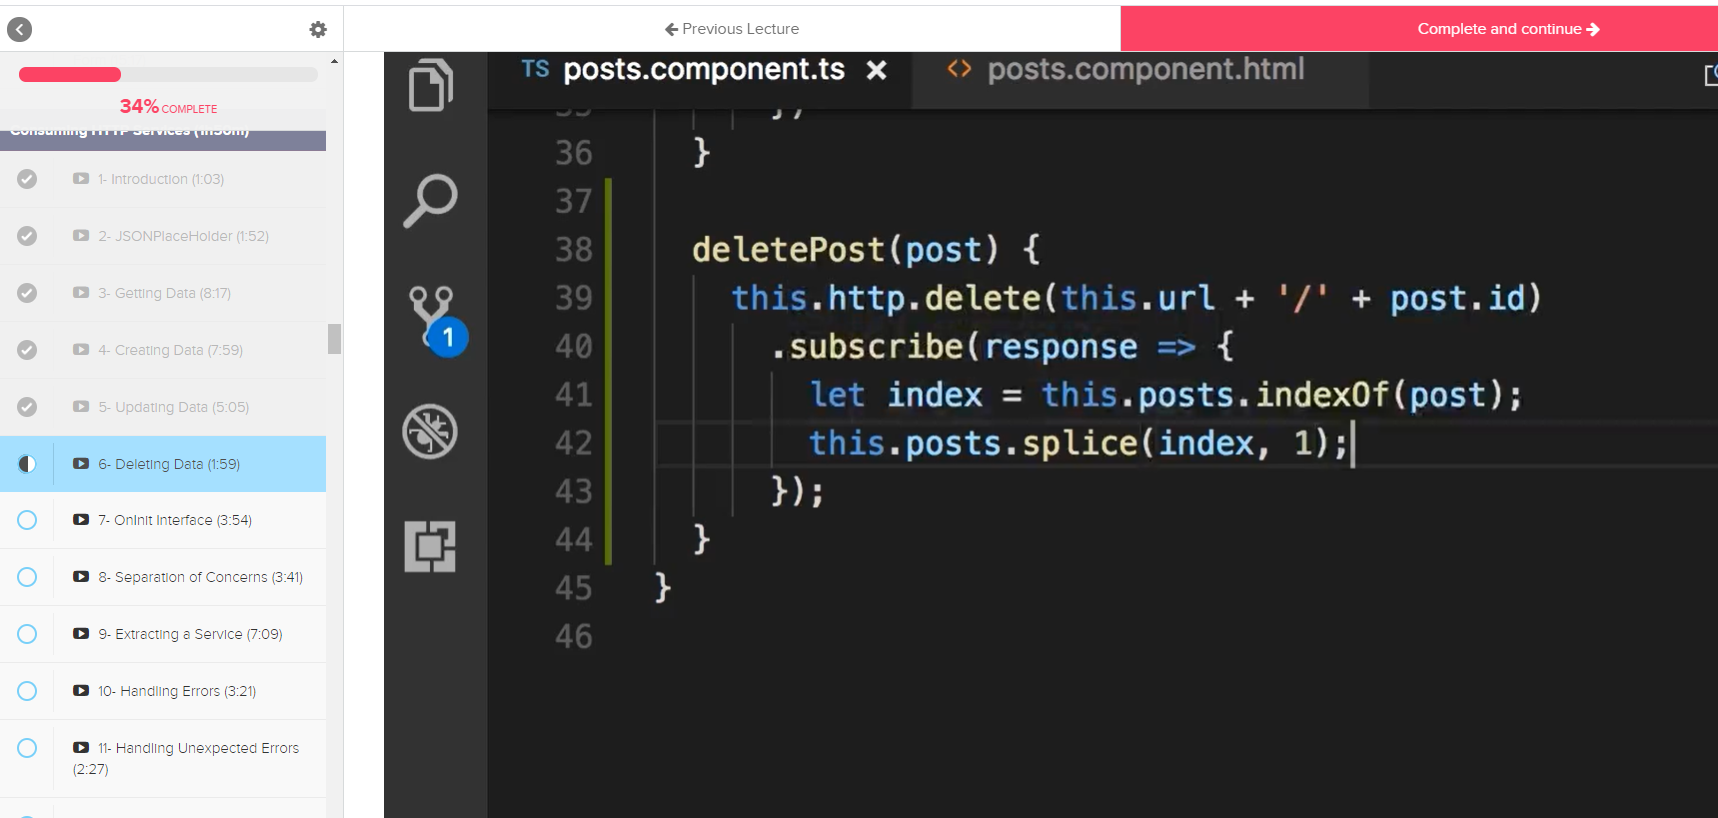 Previous Lecture
Complete and continue
34% COMPLETE
Consuming HTTP Services (1h30m)
1- Introduction (1:03)
2- JSONPlaceHolder (1:52)
3- Getting Data (8:17)
4- Creating Data (7:59)
5- Updating Data (5:05)
6- Deleting Data (1:59)
7- OnInit Interface (3:54)
8- Separation of Concerns (3:41)
9- Extracting a Service (7:09)
10- Handling Errors (3:21)
11- Handling Unexpected Errors
(2:27)
TS posts.component.ts
<> posts.component.html
1
35 })
36 }
37
38 deletePost(post) {
39 this.http.delete(this.url + '/' + post.id)
40 .subscribe(response => {
41 let index = this.posts.indexOf(post);
42 this.posts.splice(index, 1);
43 });
44 }
45 }
46